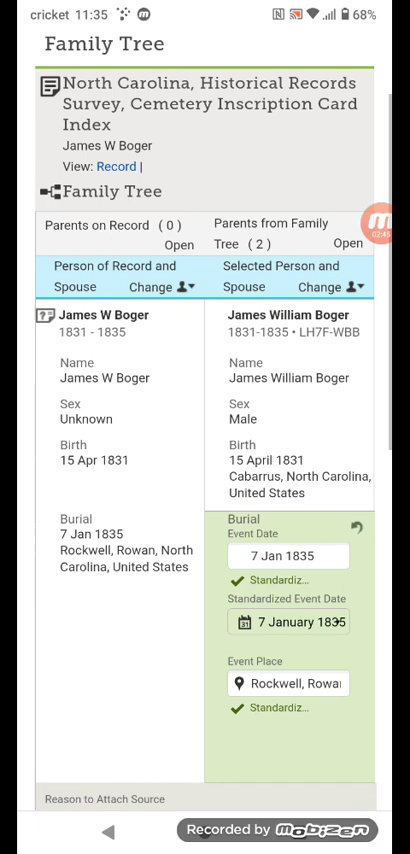 cricket 11:35
68%
Family Tree
North Carolina, Historical Records
Survey, Cemetery Inscription Card
Index
James W Boger
View: Record |
Family Tree
Parents on Record ( 0 )
Open
Parents from Family
Tree ( 2 )
Open
Person of Record and
Spouse
Change
Selected Person and
Spouse
Change
02:45
James W Boger
1831 - 1835
Name
James W Boger
Sex
Unknown
Birth
15 Apr 1831
Burial
7 Jan 1835
Rockwell, Rowan, North
Carolina, United States
James William Boger
1831-1835 • LH7F-WBB
Name
James William Boger
Sex
Male
Birth
15 April 1831
Cabarrus, North Carolina,
United States
Burial
Event Date
7 Jan 1835
Standardiz...
Standardized Event Date
31
7 January 1835
Event Place
Rockwell, Rowan
Standardiz...
Reason to Attach Source
Recorded by mobizen